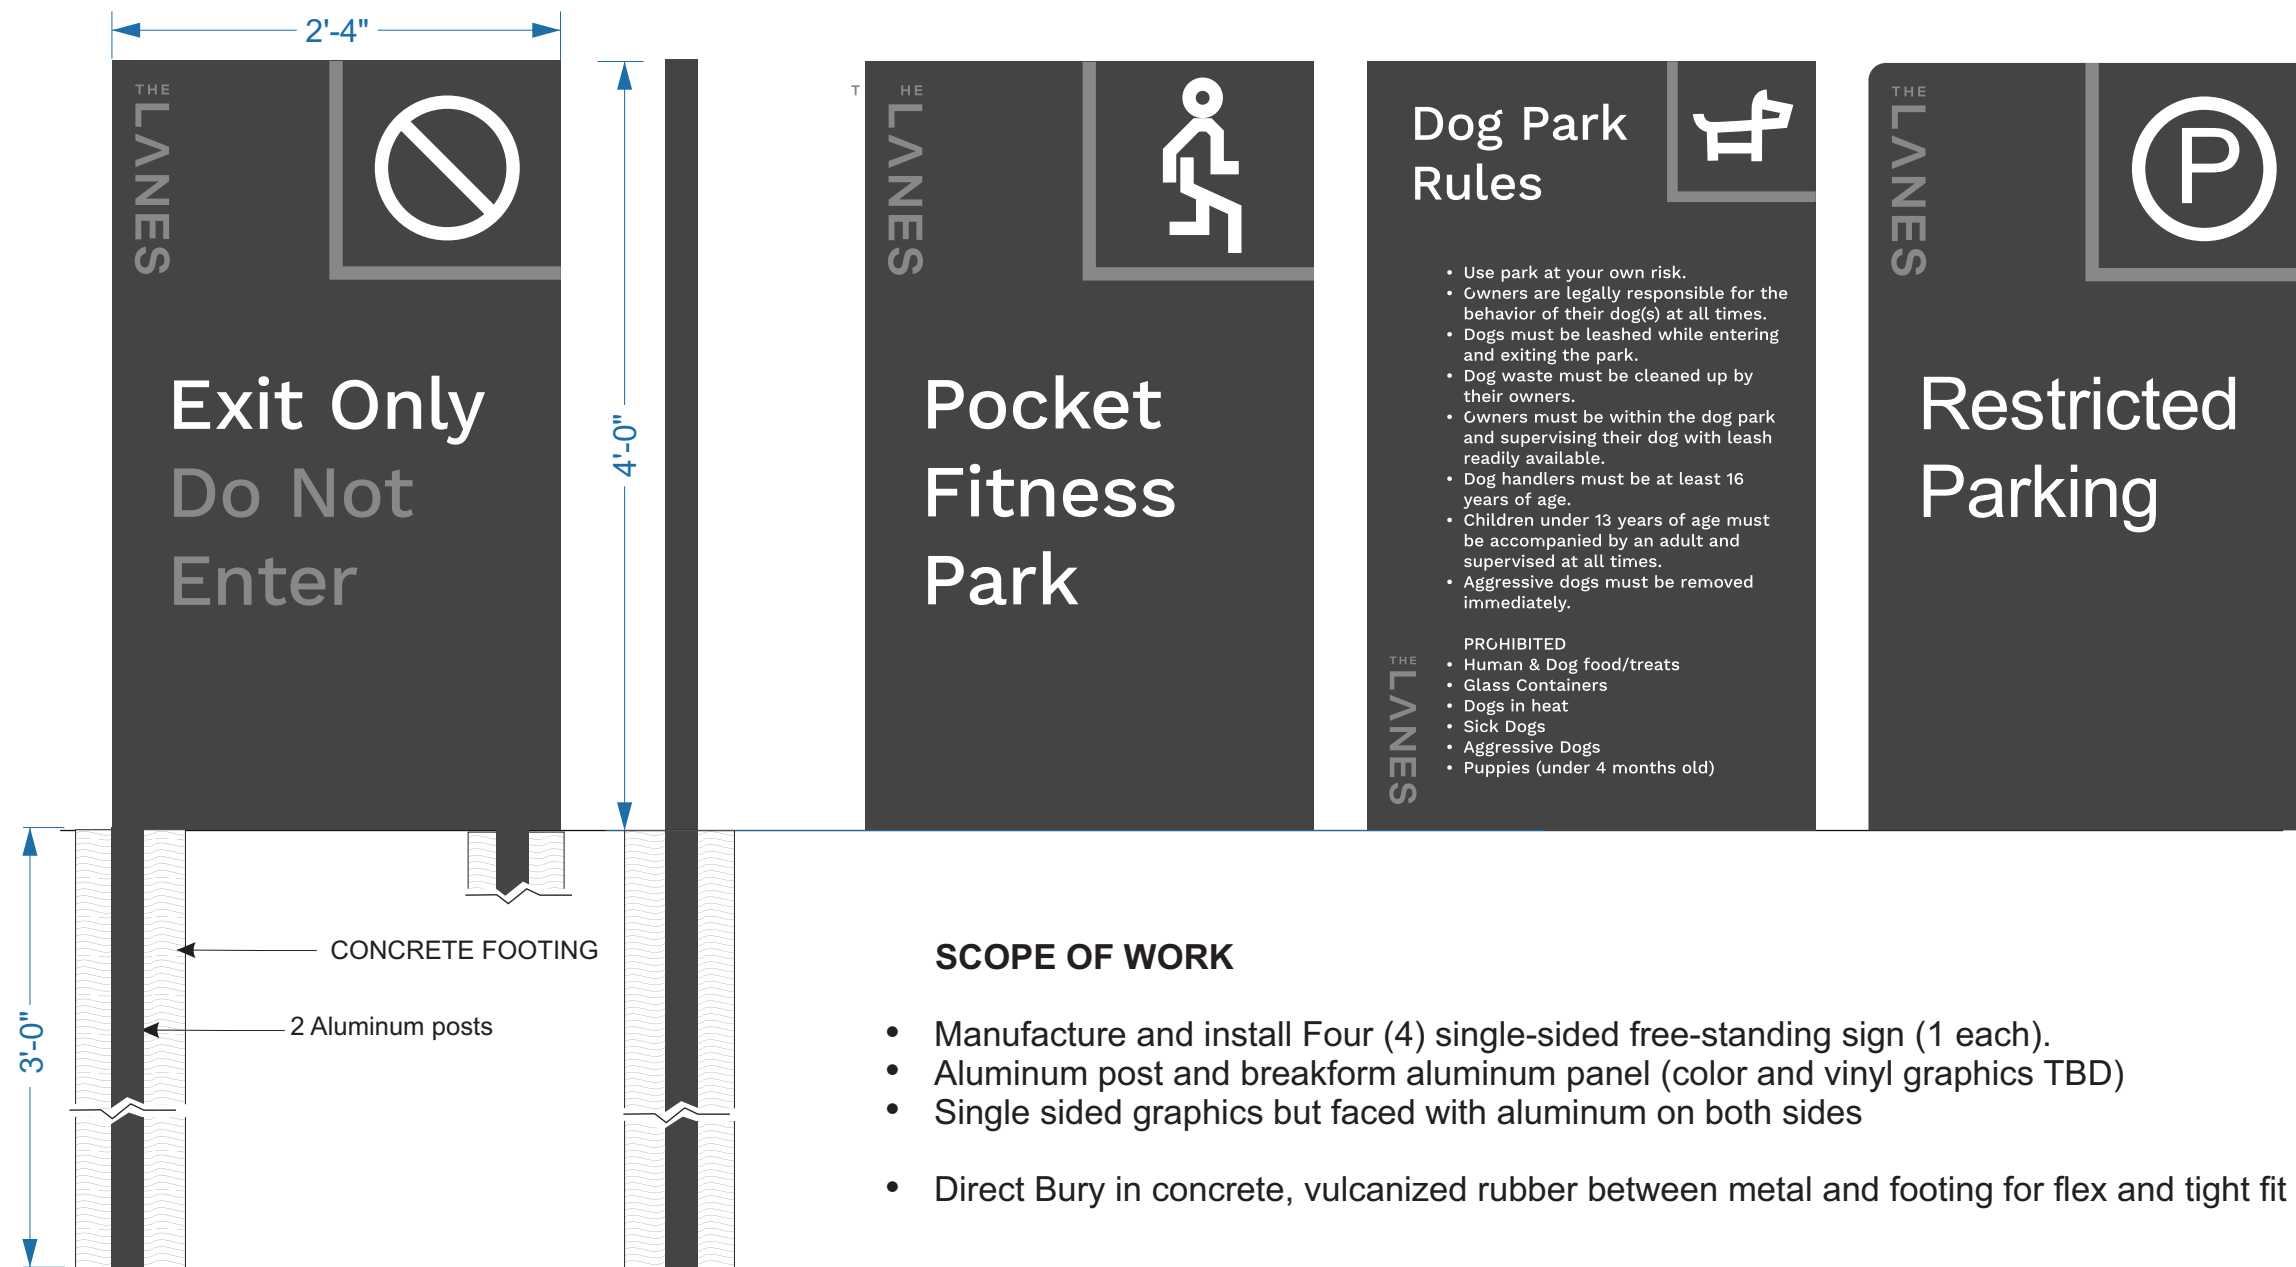 2'-4"
THE
LANES
Exit Only
Do Not
Enter
4'-0"
T HE
LANES
Pocket
Fitness
Park
Dog Park
Rules
• Use park at your own risk.
• Owners are legally responsible for the
behavior of their dog(s) at all times.
• Dogs must be leashed while entering
and exiting the park.
• Dog waste must be cleaned up by
their owners.
• Owners must be within the dog park
and supervising their dog with leash
readily available.
• Dog handlers must be at least 16
years of age.
• Children under 13 years of age must
be accompanied by an adult and
supervised at all times.
• Aggressive dogs must be removed
immediately.
PROHIBITED
• Human & Dog food/treats
• Glass Containers
• Dogs in heat
• Sick Dogs
• Aggressive Dogs
• Puppies (under 4 months old)
THE
LANES
THE
LANES
P
Restricted
Parking
3'-0"
CONCRETE FOOTING
2 Aluminum posts
SCOPE OF WORK
• Manufacture and install Four (4) single-sided free-standing sign (1 each).
• Aluminum post and breakform aluminum panel (color and vinyl graphics TBD)
• Single sided graphics but faced with aluminum on both sides
• Direct Bury in concrete, vulcanized rubber between metal and footing for flex and tight fit